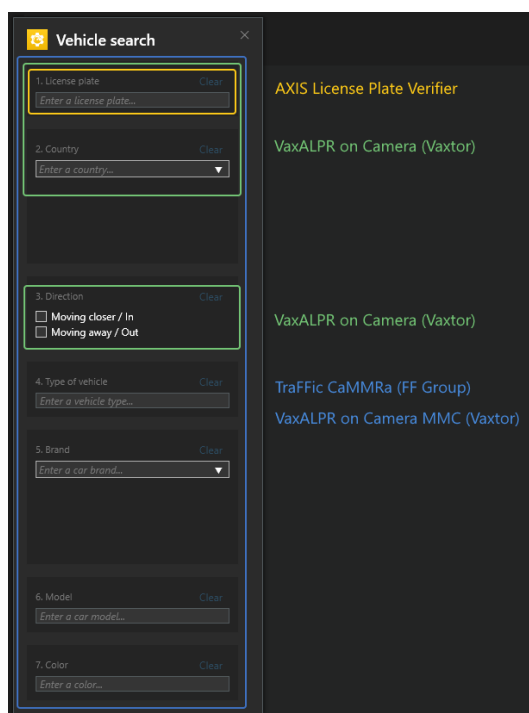 Vehicle search
1. License plate Clear
Enter a license plate...
AXIS License Plate Verifier
2. Country Clear
VaxALPR on Camera (Vaxtor)
Enter a country...
3. Direction Clear
Moving closer / In
VaxALPR on Camera (Vaxtor)
Moving away / Out
4. Type of vehicle Clear
TraFFic CaMMRa (FF Group)
Enter a vehicle type...
VaxALPR on Camera MMC (Vaxtor)
5. Brand Clear
Enter a car brand...
6. Model Clear
Enter a car model...
7. Color Clear
Enter a color...